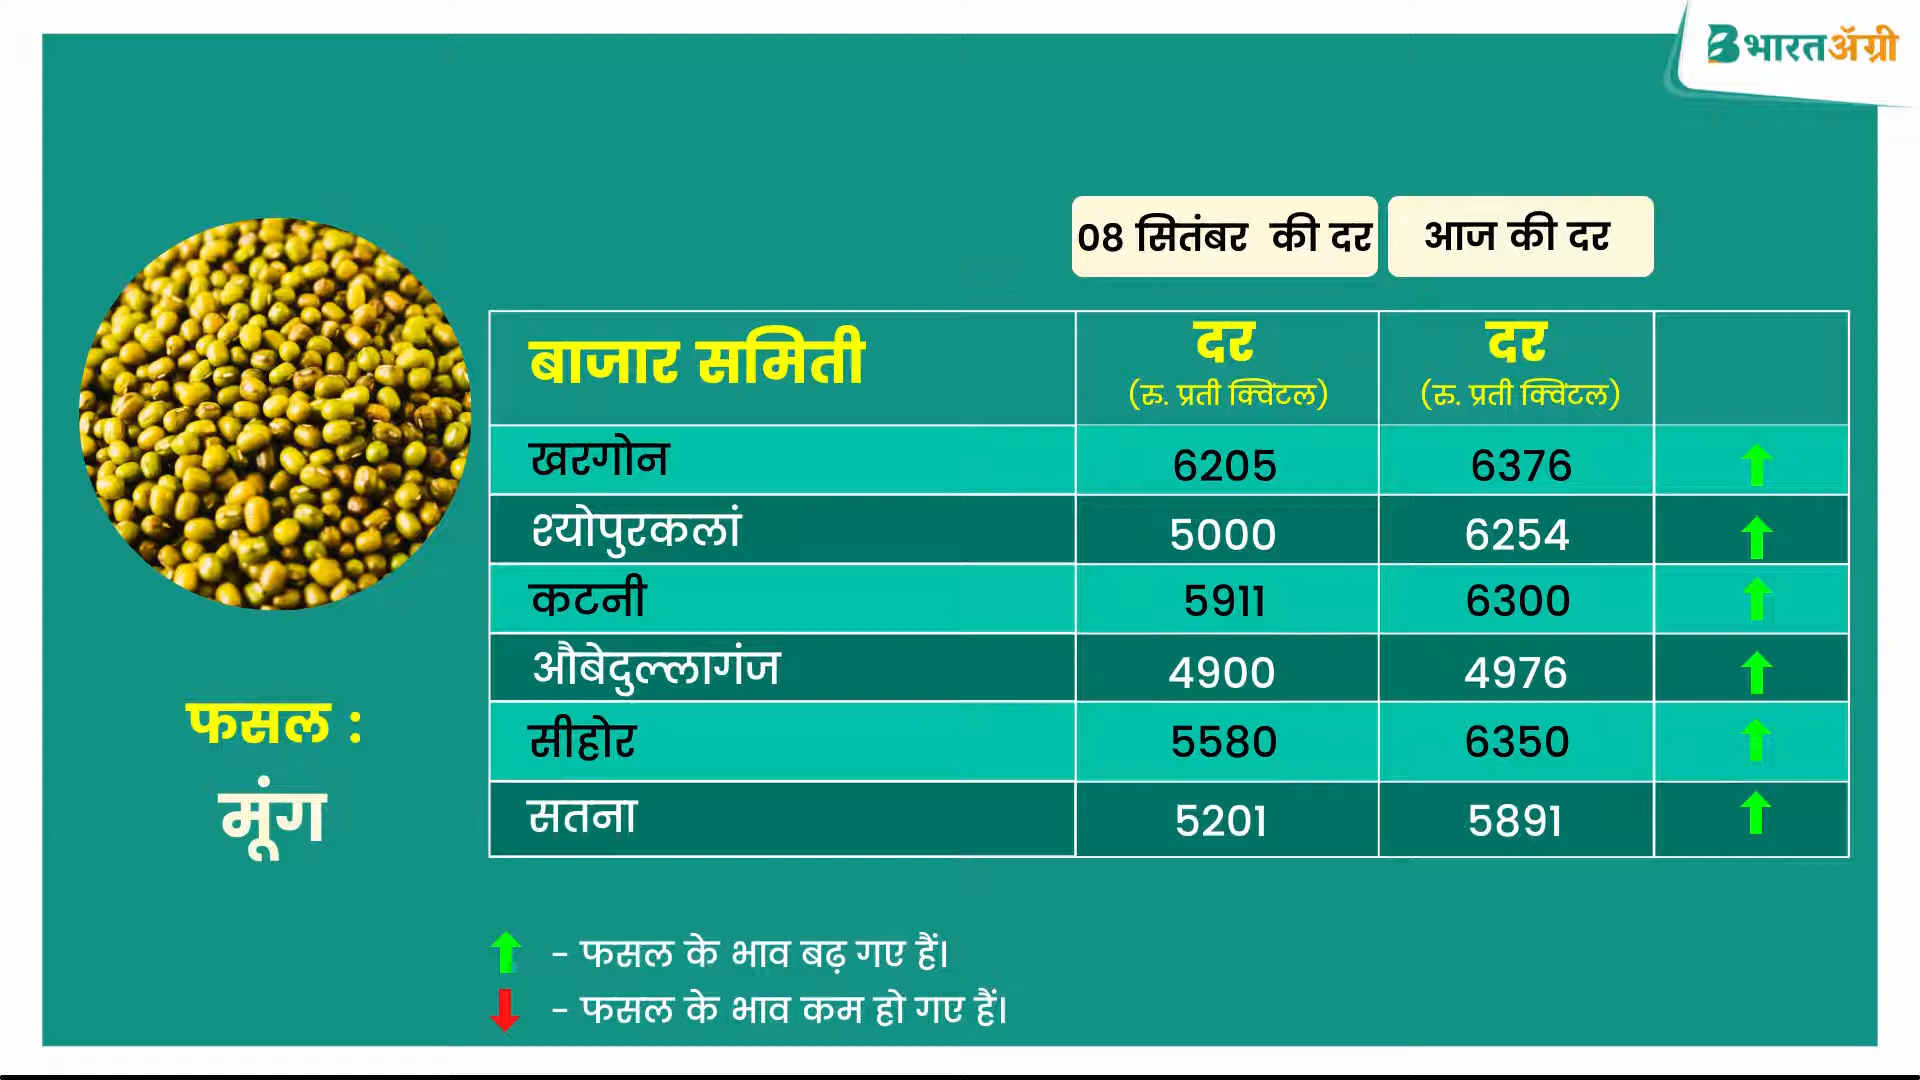 भारतॲग्री
08 सितंबर की दर
आज की दर
बाजार समिती
दर
(रु. प्रती क्विंटल)
दर
(रु. प्रती क्विंटल)
खरगोन 6205 6376
श्योपुरकलां 5000 6254
कटनी 5911 6300
औबेदुल्लागंज 4900 4976
सीहोर 5580 6350
सतना 5201 5891
फसल :
मूंग
- फसल के भाव बढ़ गए हैं।
- फसल के भाव कम हो गए हैं।